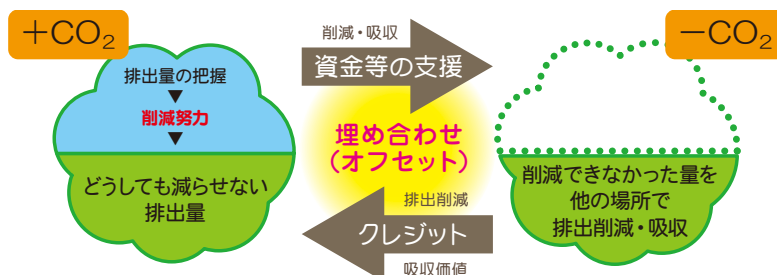 ＋CO₂
排出量の把握
▼
削減努力
▼
どうしても減らせない
排出量
削減・吸収
資金等の支援
埋め合わせ
（オフセット）
排出削減
クレジット
吸収価値
－CO₂
削減できなかった量を
他の場所で
排出削減・吸収